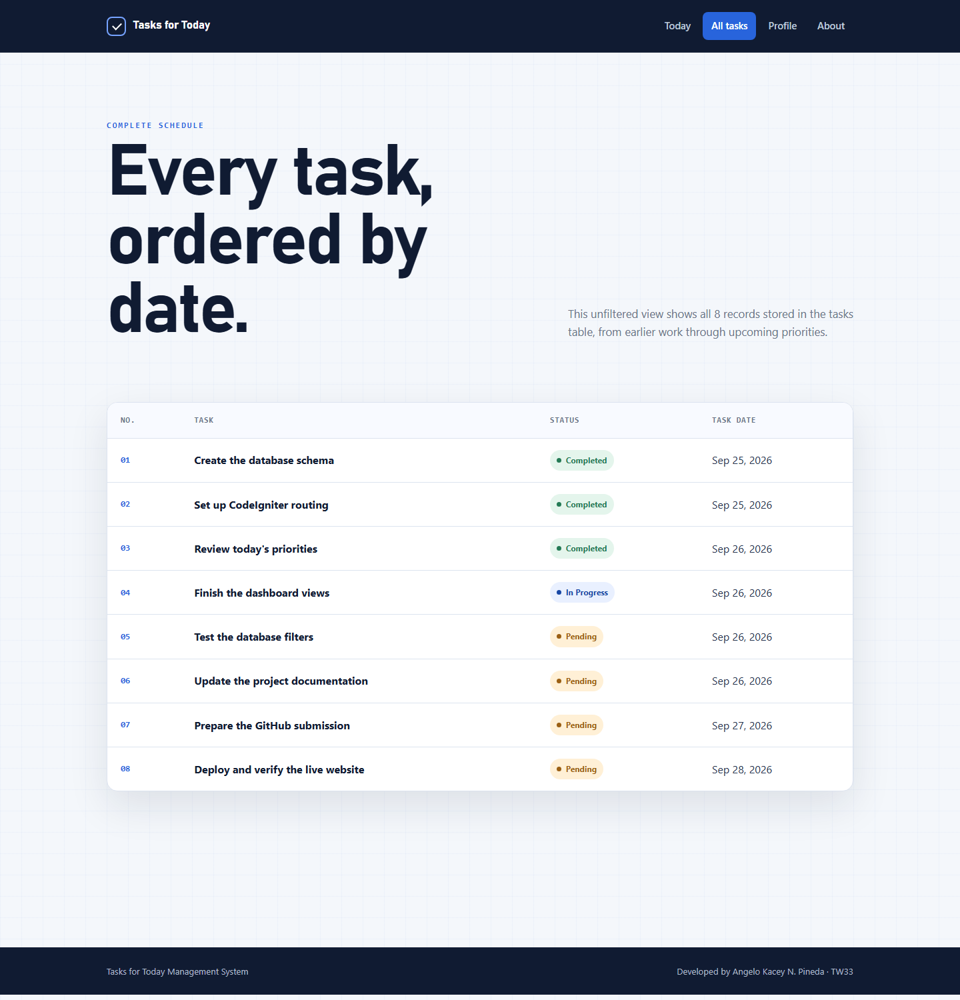 Tasks for Today
Today All tasks Profile About
COMPLETE SCHEDULE
Every task,
ordered by
date.
This unfiltered view shows all 8 records stored in the tasks
table, from earlier work through upcoming priorities.
NO. TASK STATUS TASK DATE
01 Create the database schema Completed Sep 25, 2026
02 Set up CodeIgniter routing Completed Sep 25, 2026
03 Review today's priorities Completed Sep 26, 2026
04 Finish the dashboard views In Progress Sep 26, 2026
05 Test the database filters Pending Sep 26, 2026
06 Update the project documentation Pending Sep 26, 2026
07 Prepare the GitHub submission Pending Sep 27, 2026
08 Deploy and verify the live website Pending Sep 28, 2026
Tasks for Today Management System
Developed by Angelo Kacey N. Pineda · TW33